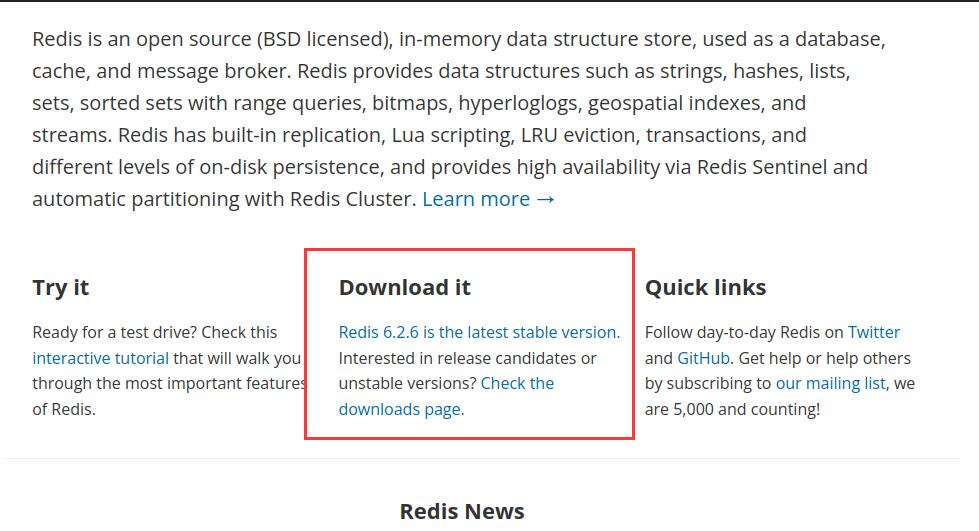 Redis is an open source (BSD licensed), in-memory data structure store, used as a database,
cache, and message broker. Redis provides data structures such as strings, hashes, lists,
sets, sorted sets with range queries, bitmaps, hyperloglogs, geospatial indexes, and
streams. Redis has built-in replication, Lua scripting, LRU eviction, transactions, and
different levels of on-disk persistence, and provides high availability via Redis Sentinel and
automatic partitioning with Redis Cluster. Learn more →
Try it
Ready for a test drive? Check this
interactive tutorial that will walk you
through the most important features
of Redis.
Download it
Redis 6.2.6 is the latest stable version.
Interested in release candidates or
unstable versions? Check the
downloads page.
Quick links
Follow day-to-day Redis on Twitter
and GitHub. Get help or help others
by subscribing to our mailing list, we
are 5,000 and counting!
Redis News